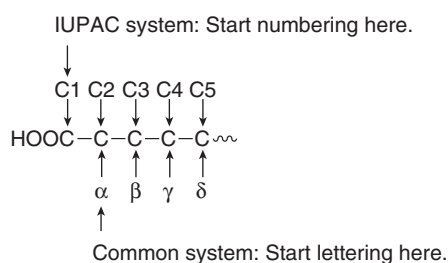 IUPAC system: Start numbering here.
C1 C2 C3 C4 C5
HOOC–C–C–C–C
α β γ δ
Common system: Start lettering here.